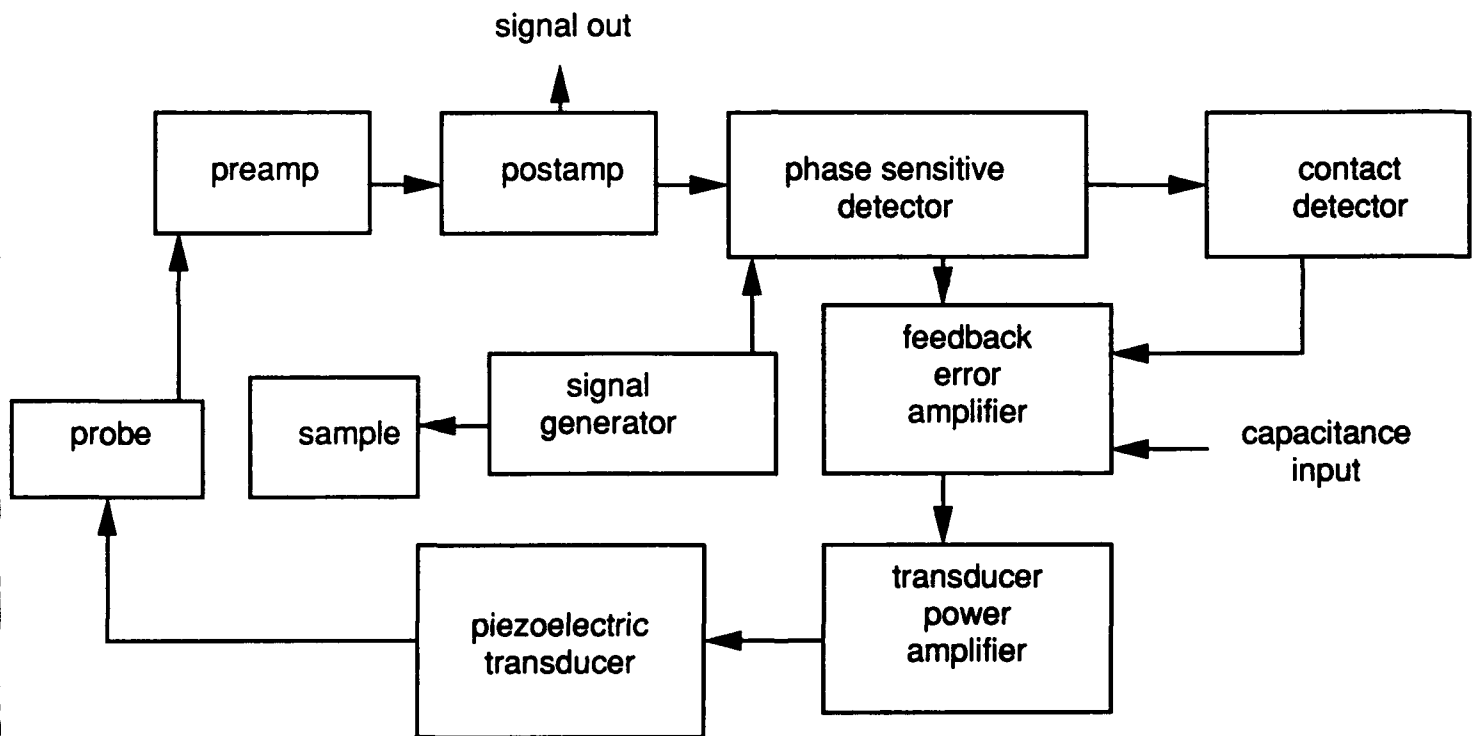 signal out
preamp
postamp
phase sensitive
detector
contact
detector
feedback
error
amplifier
signal
generator
sample
probe
capacitance
input
transducer
power
amplifier
piezoelectric
transducer